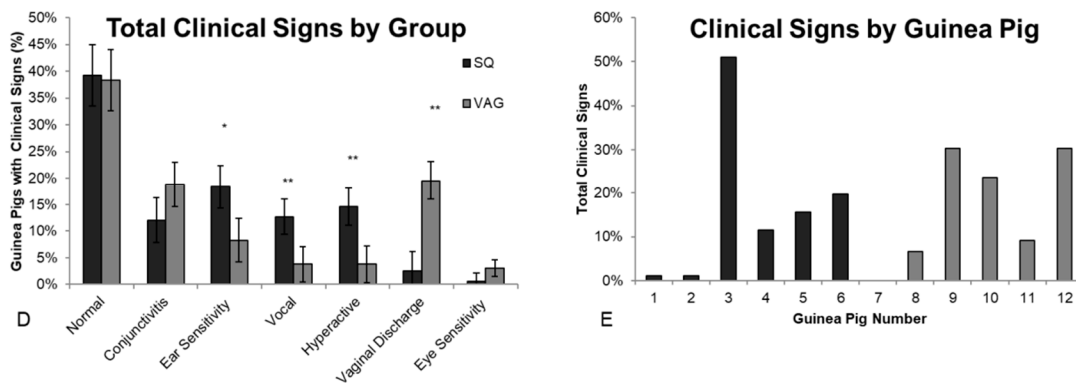 Total Clinical Signs by Group
Guinea Pigs with Clinical Signs (%)
50%
45%
40%
35%
30%
25%
20%
15%
10%
5%
0%
SQ
VAG
*
**
**
**
Normal
Conjunctivitis
Ear Sensitivity
Vocal
Hyperactive
Vaginal Discharge
Eye Sensitivity
D
Clinical Signs by Guinea Pig
Total Clinical Signs
60%
50%
40%
30%
20%
10%
0%
1 2 3 4 5 6 7 8 9 10 11 12
Guinea Pig Number
E